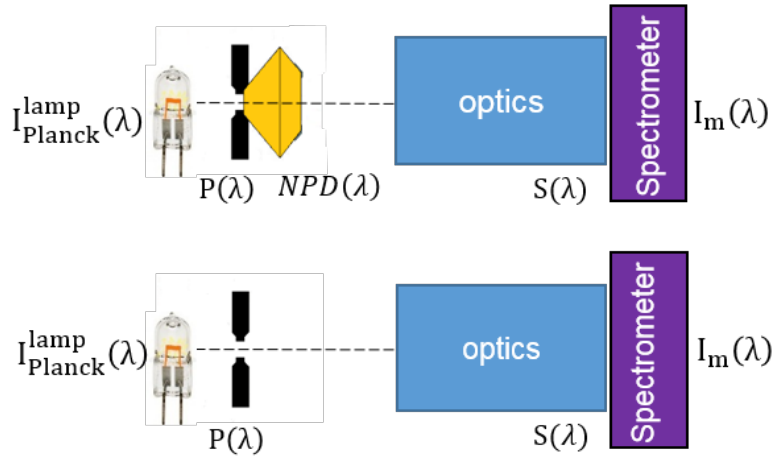 I^lamp_Planck(λ)
optics
Spectrometer
I_m(λ)
P(λ)
NPD(λ)
S(λ)
I^lamp_Planck(λ)
optics
Spectrometer
I_m(λ)
P(λ)
S(λ)